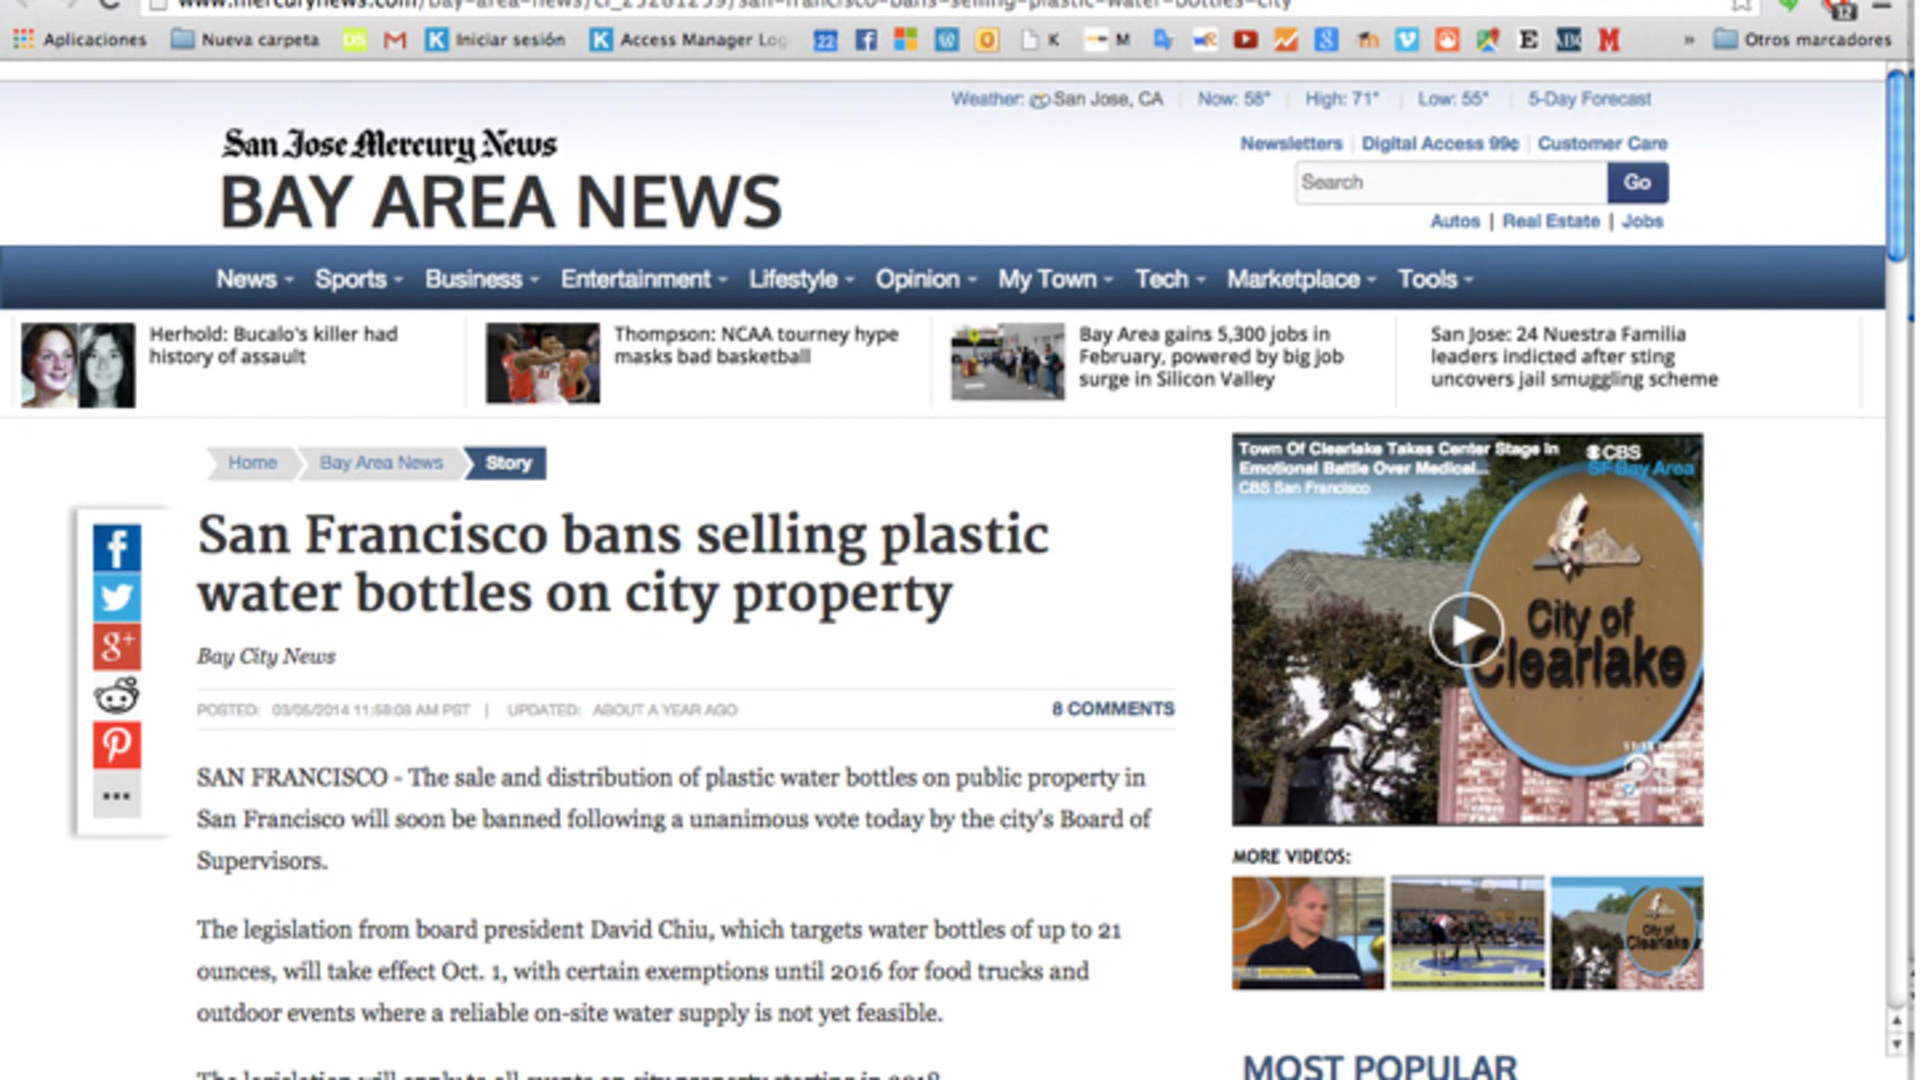 Aplicaciones Nueva carpeta DS Iniciar sesión Access Manager Log 22 K M Otros marcadores
Weather: San Jose, CA Now: 58° High: 71° Low: 55° 5-Day Forecast
San Jose Mercury News
BAY AREA NEWS
Newsletters | Digital Access 99¢ | Customer Care
Search Go
Autos | Real Estate | Jobs
News Sports Business Entertainment Lifestyle Opinion My Town Tech Marketplace Tools
Herhold: Bucalo's killer had
history of assault
Thompson: NCAA tourney hype
masks bad basketball
Bay Area gains 5,300 jobs in
February, powered by big job
surge in Silicon Valley
San Jose: 24 Nuestra Familia
leaders indicted after sting
uncovers jail smuggling scheme
Home Bay Area News Story
San Francisco bans selling plastic
water bottles on city property
Bay City News
POSTED: 03/05/2014 11:58:08 AM PST | UPDATED: ABOUT A YEAR AGO
8 COMMENTS
SAN FRANCISCO - The sale and distribution of plastic water bottles on public property in
San Francisco will soon be banned following a unanimous vote today by the city's Board of
Supervisors.
The legislation from board president David Chiu, which targets water bottles of up to 21
ounces, will take effect Oct. 1, with certain exemptions until 2016 for food trucks and
outdoor events where a reliable on-site water supply is not yet feasible.
Town Of Clearlake Takes Center Stage In
Emotional Battle Over Medical...
CBS San Francisco
CBS
SF Bay Area
City of
Clearlake
MORE VIDEOS:
City of
Clearlake
MOST POPULAR